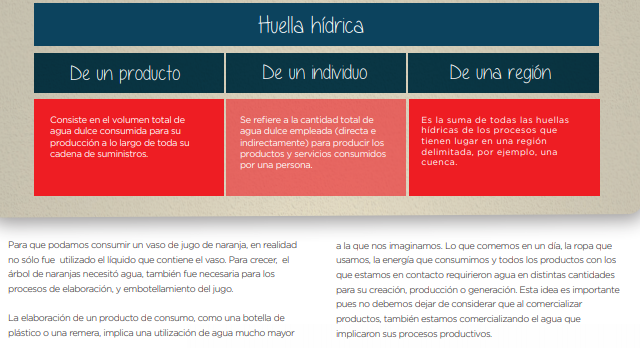 Huella hídrica
De un producto
De un individuo
De una región
Consiste en el volumen total de
agua dulce consumida para su
producción a lo largo de toda su
cadena de suministros.
Se refiere a la cantidad total de
agua dulce empleada (directa e
indirectamente) para producir los
productos y servicios consumidos
por una persona.
Es la suma de todas las huellas
hídricas de los procesos que
tienen lugar en una región
delimitada, por ejemplo, una
cuenca.
Para que podamos consumir un vaso de jugo de naranja, en realidad
no sólo fue utilizado el líquido que contiene el vaso. Para crecer, el
árbol de naranjas necesitó agua, también fue necesaria para los
procesos de elaboración, y embotellamiento del jugo.
La elaboración de un producto de consumo, como una botella de
plástico o una remera, implica una utilización de agua mucho mayor
a la que nos imaginamos. Lo que comemos en un día, la ropa que
usamos, la energía que consumimos y todos los productos con los
que estamos en contacto requirieron agua en distintas cantidades
para su creación, producción o generación. Esta idea es importante
pues no debemos dejar de considerar que al comercializar
productos, también estamos comercializando el agua que
implicaron sus procesos productivos.